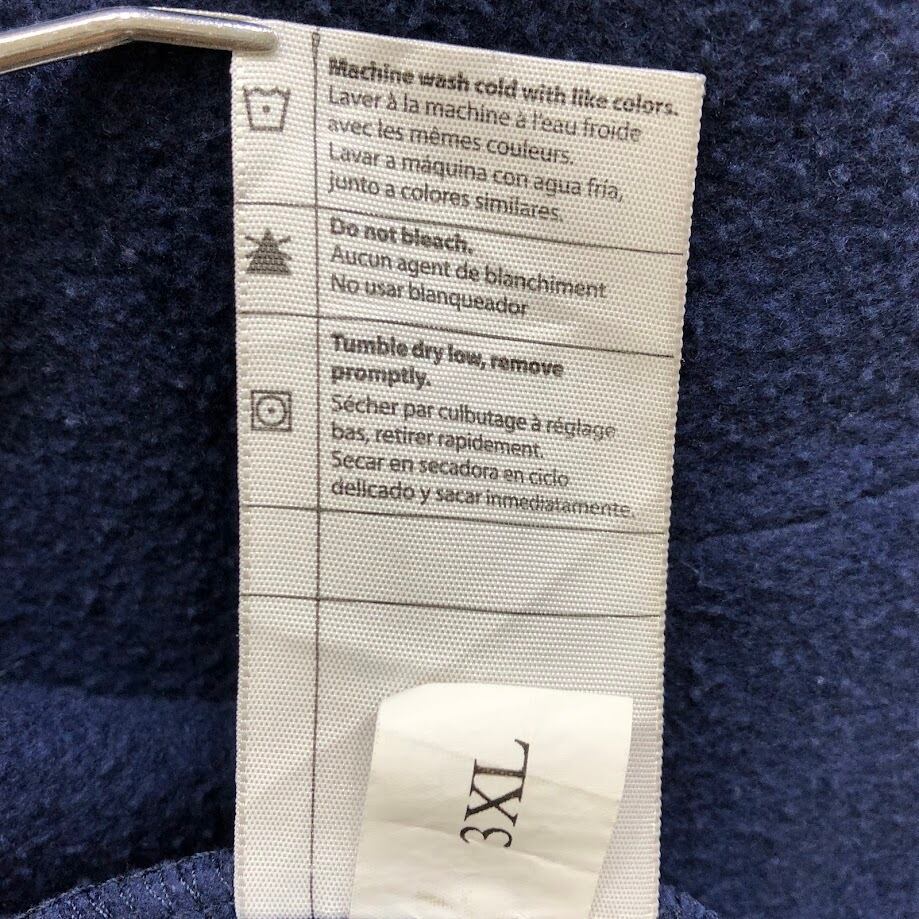 Machine wash cold with like colors.
Laver à la machine à l'eau froide
avec les mêmes couleurs.
Lavar a máquina con agua fría,
junto a colores similares.
Do not bleach.
Aucun agent de blanchiment
No usar blanqueador
Tumble dry low, remove
promptly.
Sécher par culbutage à réglage
bas, retirer rapidement.
Secar en secadora en ciclo
delicado y sacar inmediatamente.
3XL